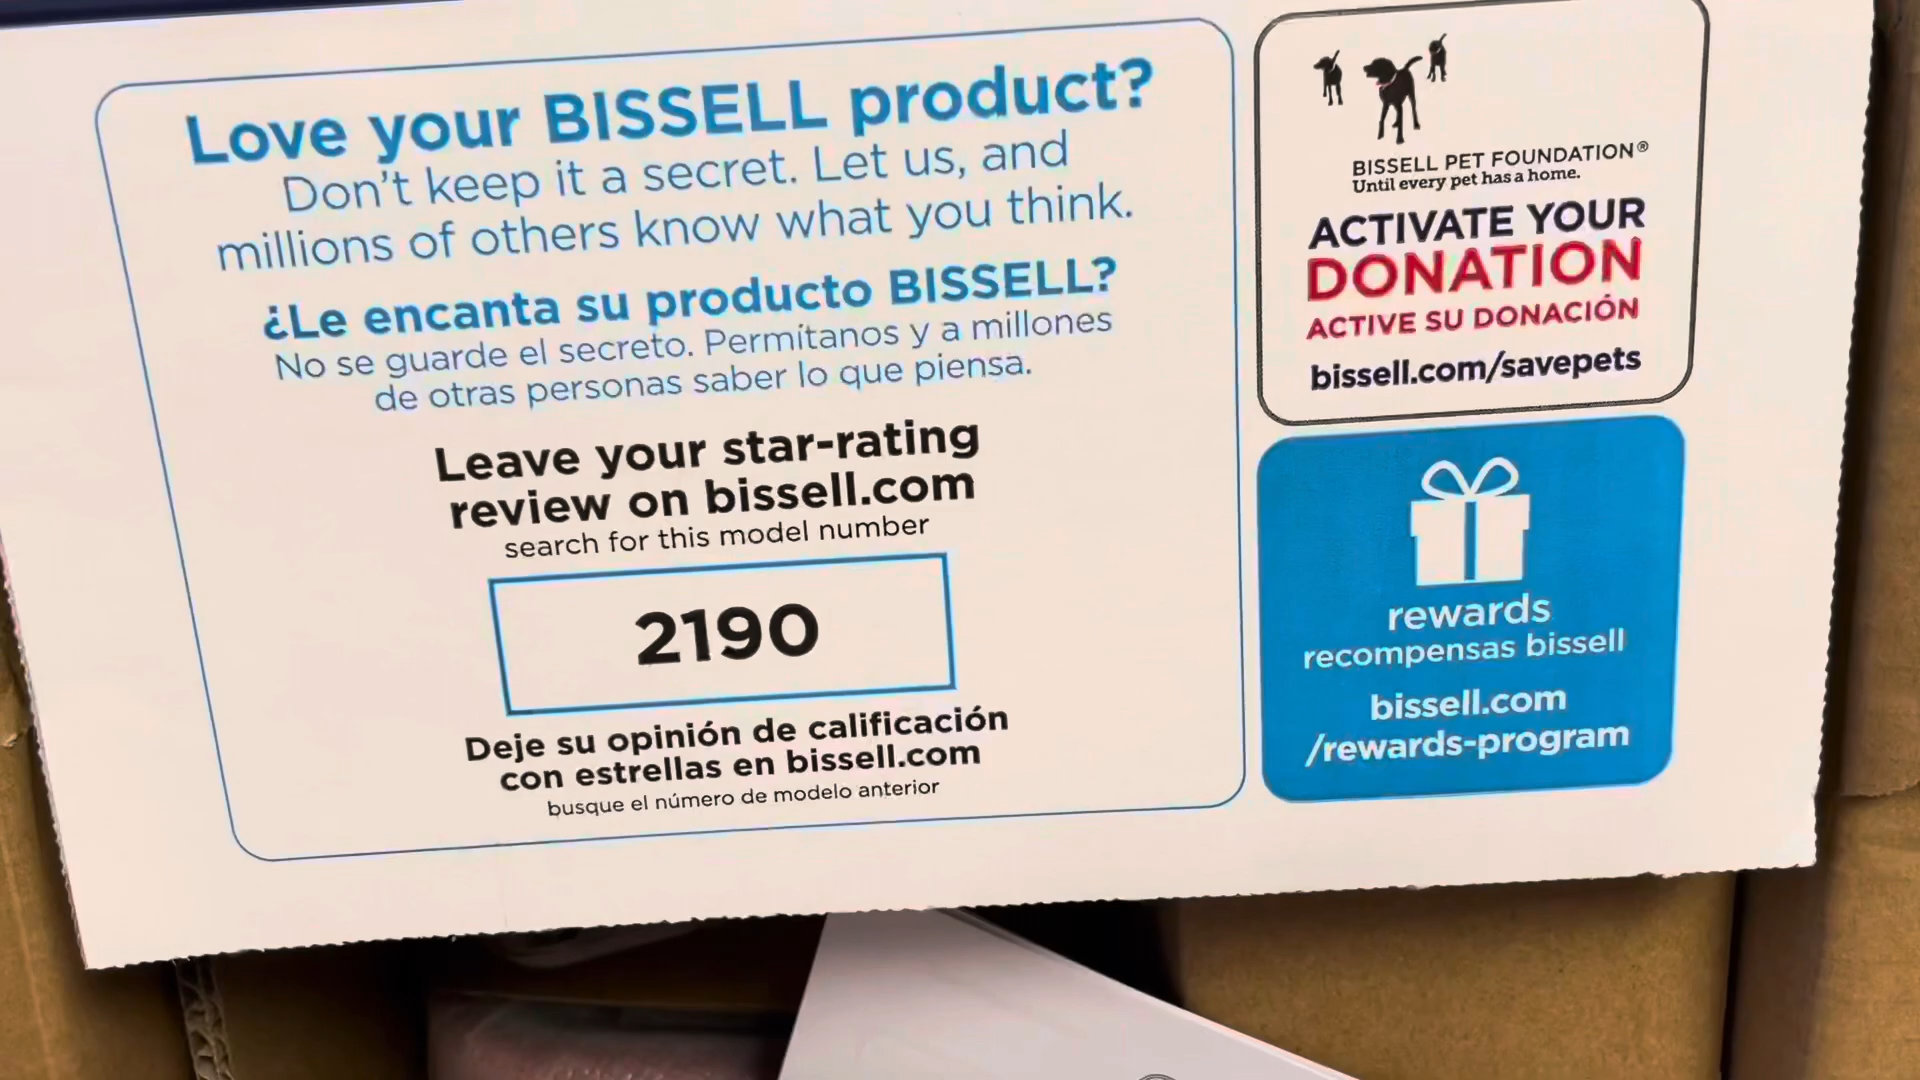 Love your BISSELL product?
Don't keep it a secret. Let us, and
millions of others know what you think.
¿Le encanta su producto BISSELL?
No se guarde el secreto. Permítanos y a millones
de otras personas saber lo que piensa.
Leave your star-rating
review on bissell.com
search for this model number
2190
Deje su opinión de calificación
con estrellas en bissell.com
busque el número de modelo anterior
BISSELL PET FOUNDATION®
Until every pet has a home.
ACTIVATE YOUR
DONATION
ACTIVE SU DONACIÓN
bissell.com/savepets
rewards
recompensas bissell
bissell.com
/rewards-program